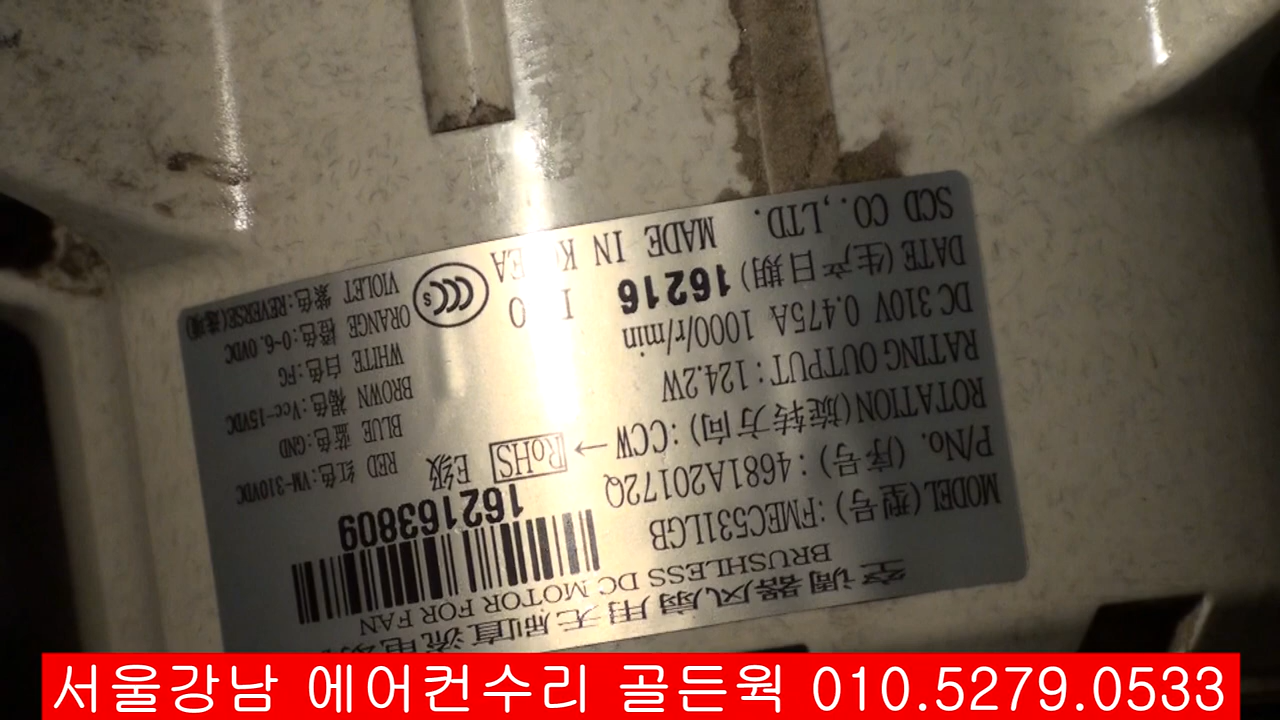 空调器风扇用无刷直流电
BRUSHLESS DC MOTOR FOR FAN
MODEL(型号):FMEC531LGB
P/No. (序号):4681A20172Q
ROTATION(旋转方向):CCW →
RATING OUTPUT:124.2W
DC 310V 0.475A 1000/r/min
DATE(生产日期) 16216
SCD CO.,LTD. MADE IN KOREA
162163809
RoHS E级
RED 红色:VM-310VDC
BLUE 蓝色:GND
BROWN 褐色:Vcc-15VDC
WHITE 白色:FG
ORANGE 橙色:0~6.0VDC
VIOLET 紫色:REVERSE
CCC S
서울강남 에어컨수리 골든웍 010.5279.0533